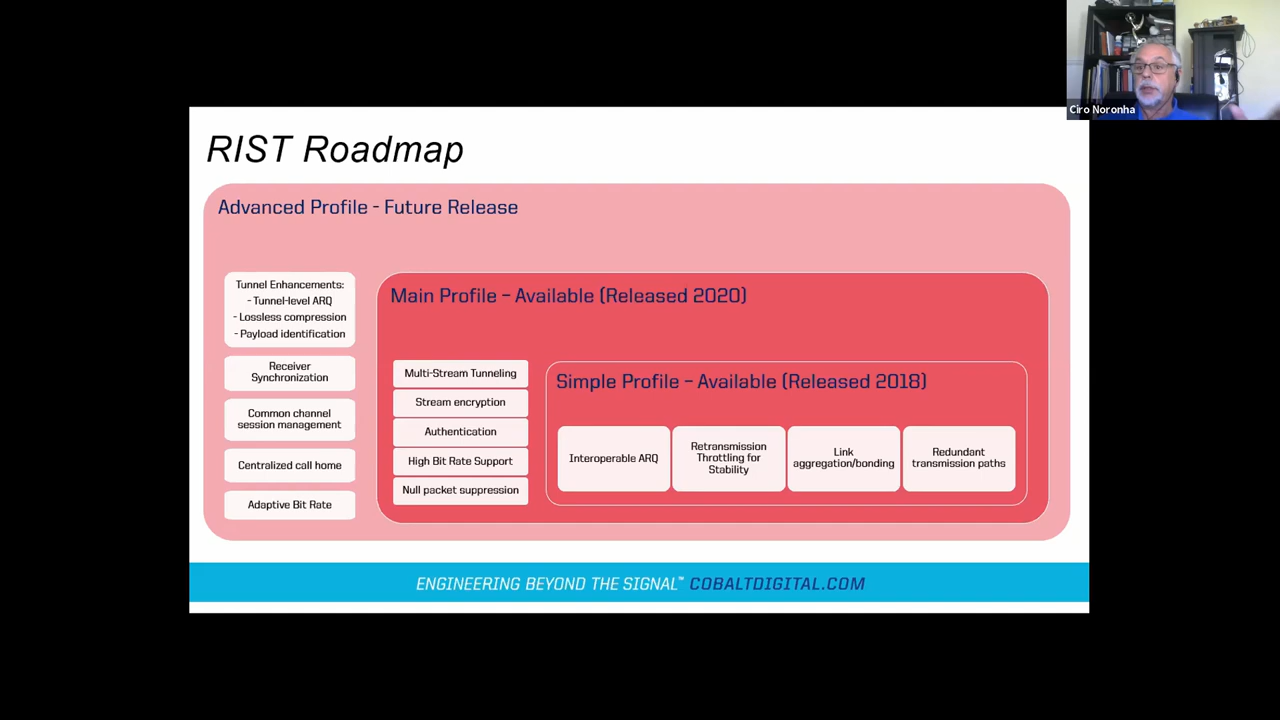 Ciro Noronha
RIST Roadmap
Advanced Profile - Future Release
Tunnel Enhancements:
- Tunnel-level ARQ
- Lossless compression
- Payload identification
Receiver
Synchronization
Common channel
session management
Centralized call home
Adaptive Bit Rate
Main Profile – Available (Released 2020)
Multi-Stream Tunneling
Stream encryption
Authentication
High Bit Rate Support
Null packet suppression
Simple Profile – Available (Released 2018)
Interoperable ARQ
Retransmission
Throttling for
Stability
Link
aggregation/bonding
Redundant
transmission paths
ENGINEERING BEYOND THE SIGNAL™ COBALTDIGITAL.COM